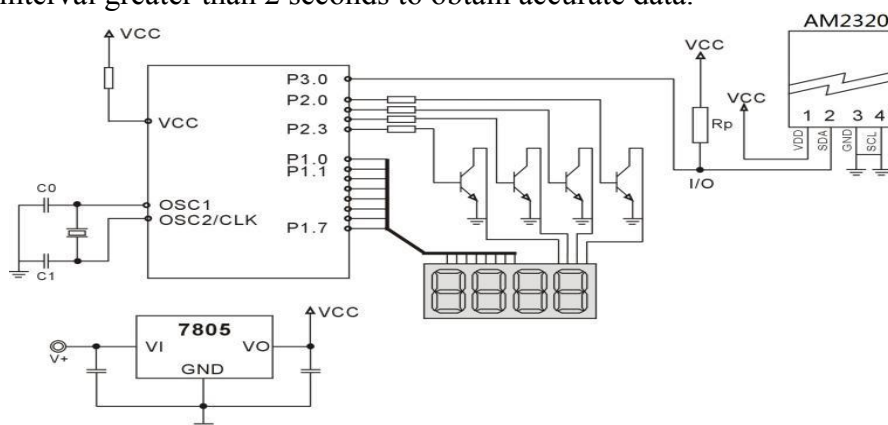 interval greater than 2 seconds to obtain accurate data.
AM2320
VCC
VCC
P3.0
P2.0
P2.3
P1.0
P1.1
P1.7
VCC
OSC1
OSC2/CLK
C0
C1
VCC
Rp
VCC
1 2 3 4
VDD
SDA
GND
SCL
I/O
8888
VCC
7805
VI VO
GND
V+